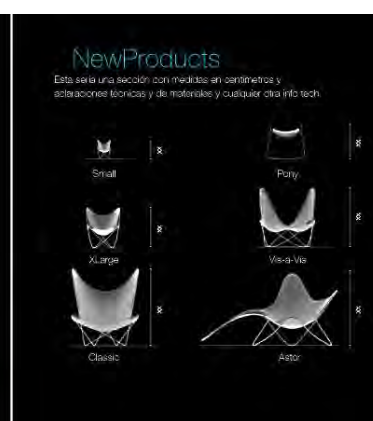 NewProducts
Esta sería una sección con medidas en centímetros y
aclaraciones técnicas y de materiales y cualquier otra info tech.
Small
Pony
XLarge
Vis-a-Vis
Classic
Astor